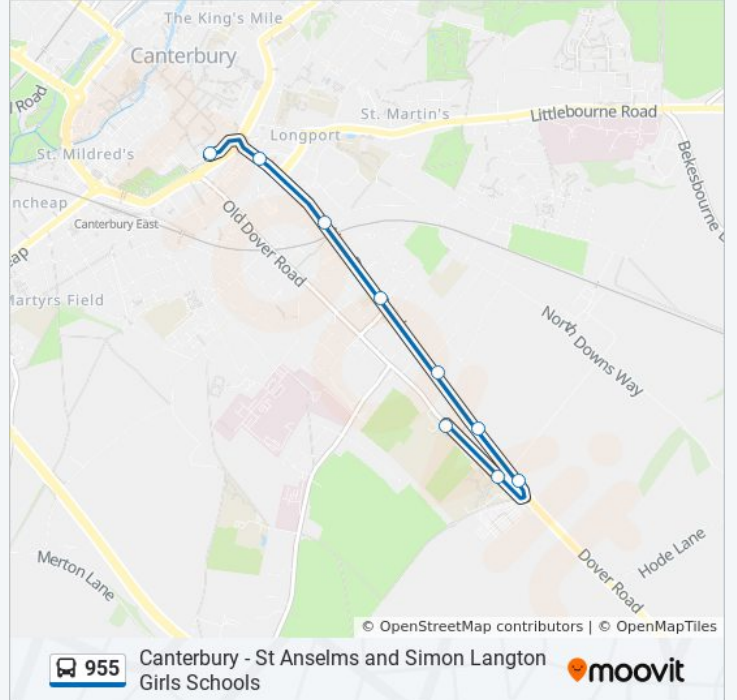 The King's Mile
Canterbury
Road
St. Martin's
Littlebourne Road
Longport
St. Mildred's
Bekesbourne L
ncheap
Canterbury East
Old Dover Road
ap
Martyrs Field
North Downs Way
Merton Lane
Hode Lane
Dover Road
© OpenStreetMap contributors | © OpenMapTiles
955
Canterbury - St Anselms and Simon Langton
Girls Schools
moovit